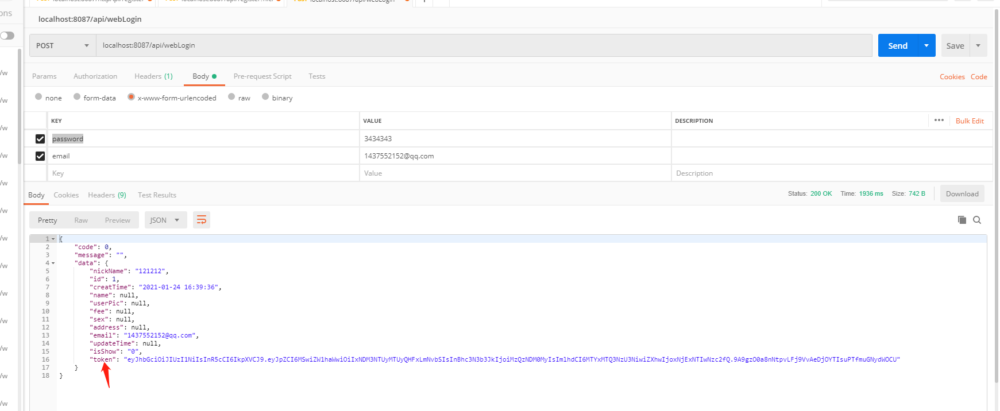 ons
localhost:8087/api/webLogin
POST localhost:8087/api/webLogin Send Save
Params Authorization Headers (1) Body Pre-request Script Tests Cookies Code
none form-data x-www-form-urlencoded raw binary
KEY VALUE DESCRIPTION ••• Bulk Edit
password 3434343
email 1437552152@qq.com
Key Value Description
Body Cookies Headers (9) Test Results Status: 200 OK Time: 1936 ms Size: 742 B Download
Pretty Raw Preview JSON
1 {
2 "code": 0,
3 "message": "",
4 "data": {
5 "nickName": "121212",
6 "id": 1,
7 "creatTime": "2021-01-24 16:39:36",
8 "name": null,
9 "userPic": null,
10 "fee": null,
11 "sex": null,
12 "address": null,
13 "email": "1437552152@qq.com",
14 "updateTime": null,
15 "isShow": "0",
16 "token": "eyJhbGciOiJIUzI1NiIsInR5cCI6IkpXVCJ9.eyJpZCI6MSwiZW1haWwiOiIxNDM3NTUyMTUyQHFxLmNvbSIsInBhc3N3b3JkIjoiMzQzNDM0MyIsImlhdCI6MTYxMTQ3NzU3NiwiZXhwIjoxNjExNTIwNzc2fQ.9A9gzO0a8nNtpvLFj9VvAeDjOYTIsuPTfmuGNydWOCU"
17 }
18 }
/w
/w
/w
/w
/w
/w
/w
/w
/w
/w
/w
/w
/w